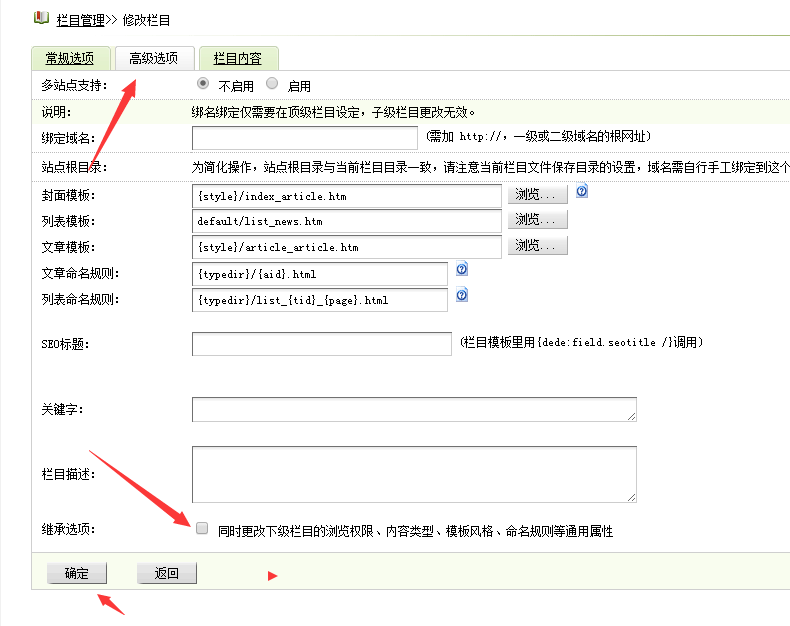 栏目管理>> 修改栏目
常规选项 高级选项 栏目内容
多站点支持： 不启用 启用
说明： 绑名绑定仅需要在顶级栏目设定，子级栏目更改无效。
绑定域名： (需加 http://，一级或二级域名的根网址)
站点根目录： 为简化操作，站点根目录与当前栏目目录一致，请注意当前栏目文件保存目录的设置，域名需自行手工绑定到这个
封面模板： {style}/index_article.htm 浏览...
列表模板： default/list_news.htm 浏览...
文章模板： {style}/article_article.htm 浏览...
文章命名规则： {typedir}/{aid}.html
列表命名规则： {typedir}/list_{tid}_{page}.html
SEO标题： (栏目模板里用{dede:field.seotitle /}调用)
关键字：
栏目描述：
继承选项： 同时更改下级栏目的浏览权限、内容类型、模板风格、命名规则等通用属性
确定 返回